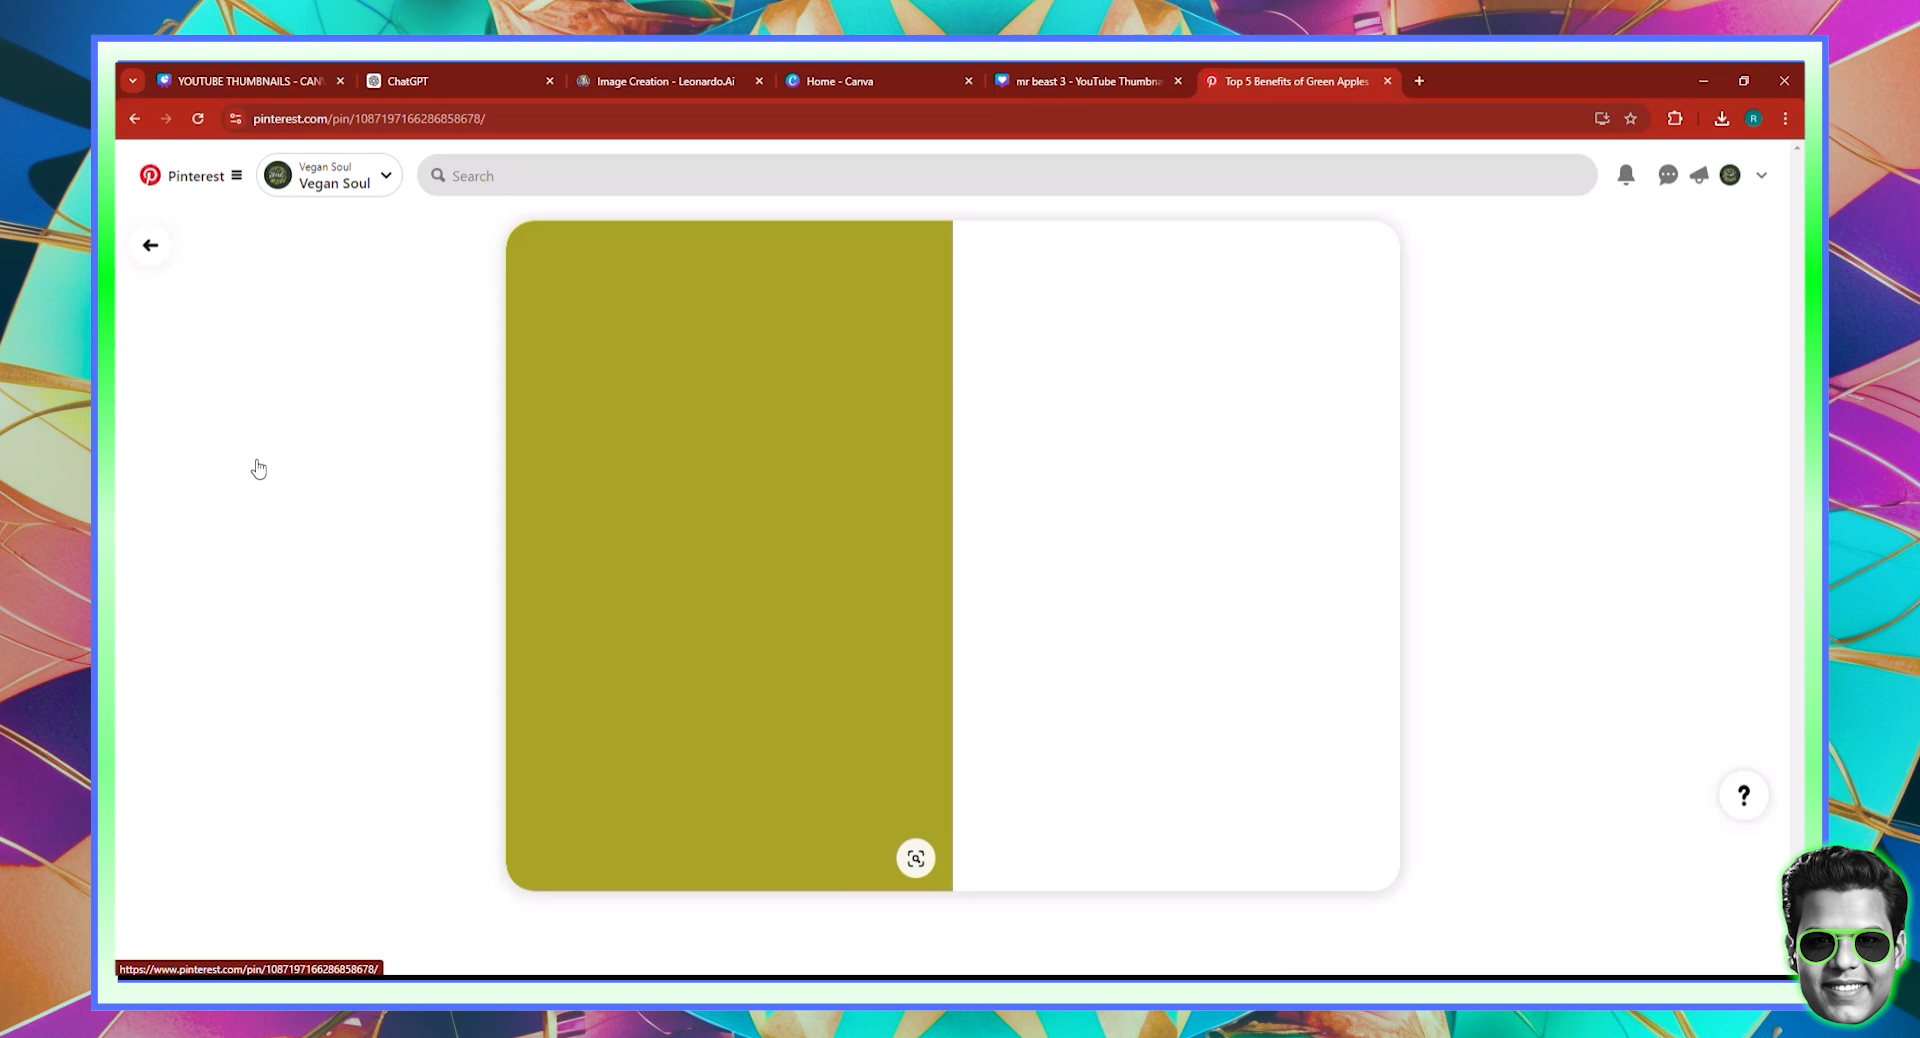 YOUTUBE THUMBNAILS - CAN
ChatGPT
Image Creation - Leonardo.Ai
Home - Canva
mr beast 3 - YouTube Thumbna
Top 5 Benefits of Green Apples
pinterest.com/pin/1087197166286858678/
R
Pinterest
Vegan Soul
Vegan Soul
Search
?
https://www.pinterest.com/pin/1087197166286858678/